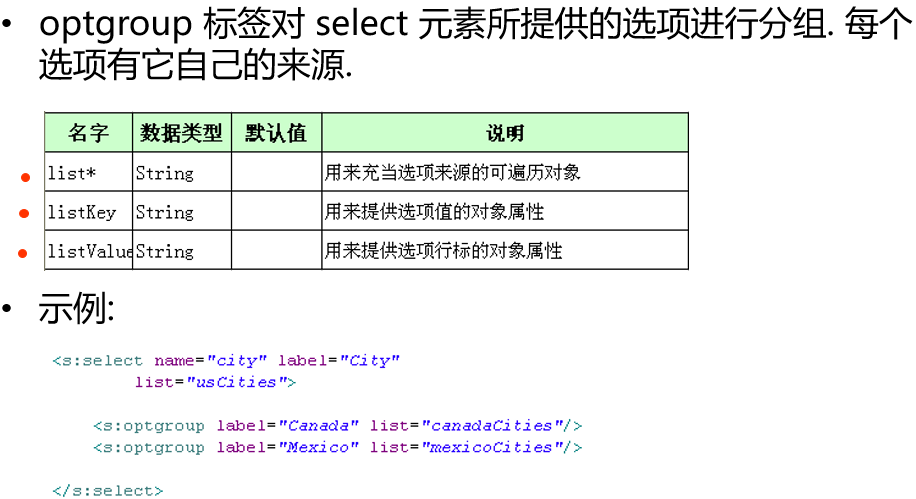 • optgroup 标签对 select 元素所提供的选项进行分组. 每个
选项有它自己的来源.
名字 数据类型 默认值 说明
list* String 用来充当选项来源的可遍历对象
listKey String 用来提供选项值的对象属性
listValue String 用来提供选项行标的对象属性
• 示例:
<s:select name="city" label="City"
list="usCities">
<s:optgroup label="Canada" list="canadaCities"/>
<s:optgroup label="Mexico" list="mexicoCities"/>
</s:select>